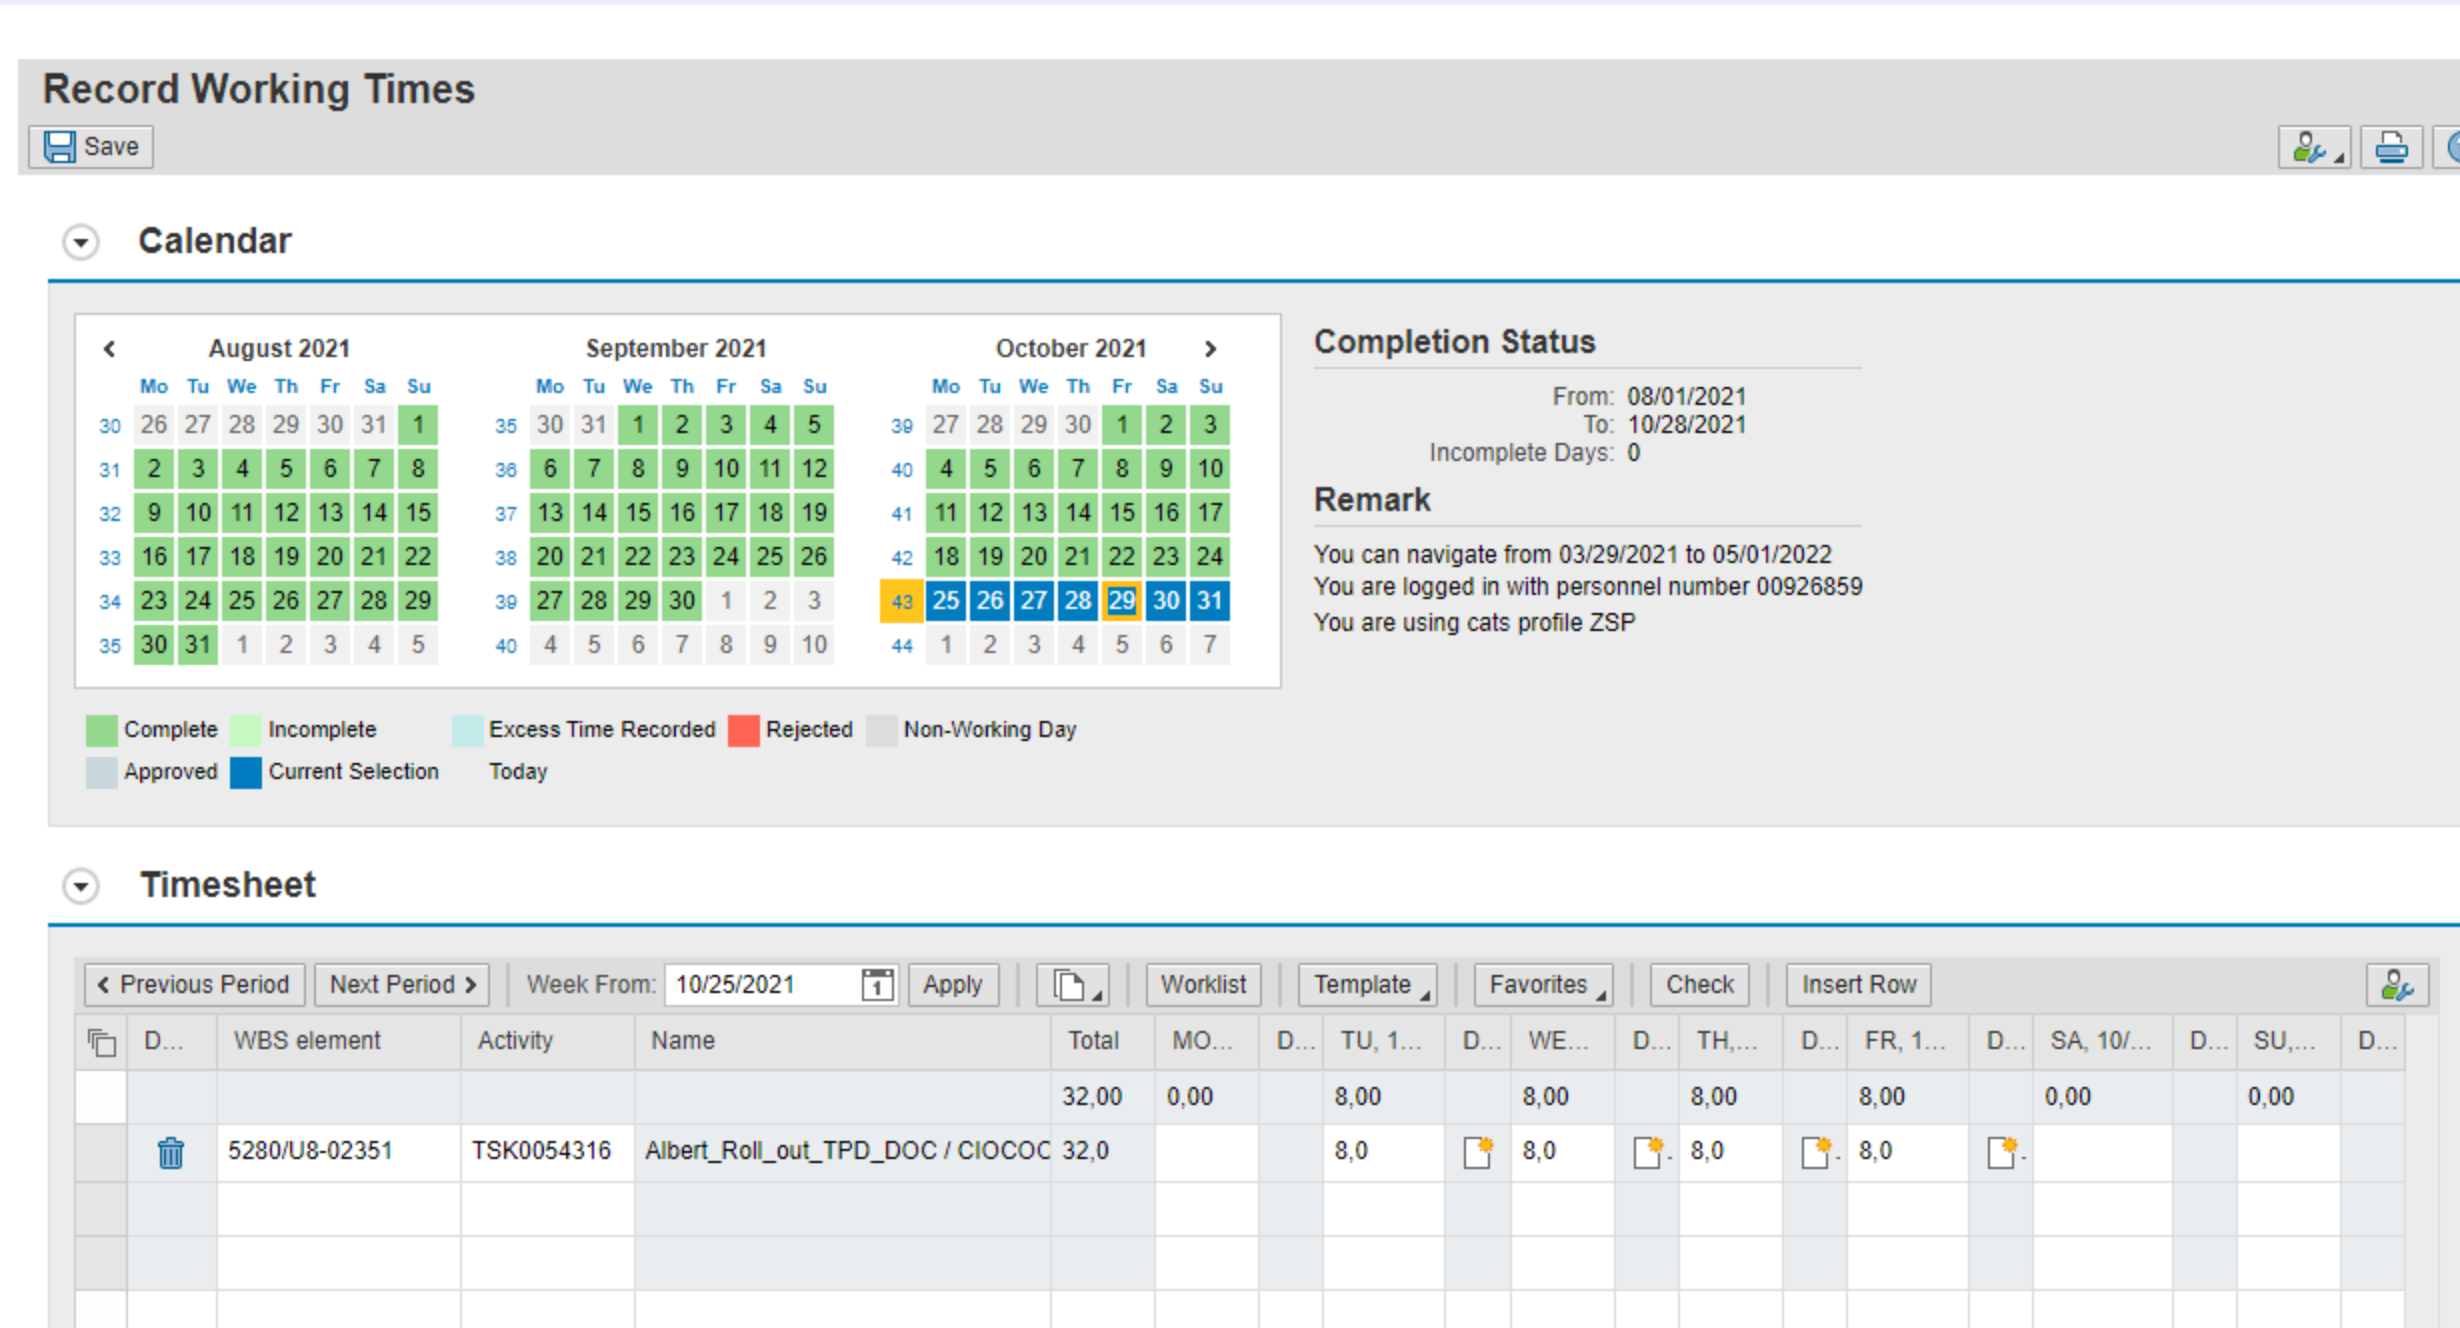 Record Working Times
Save
Calendar
August 2021
Mo Tu We Th Fr Sa Su
30 26 27 28 29 30 31 1
31 2 3 4 5 6 7 8
32 9 10 11 12 13 14 15
33 16 17 18 19 20 21 22
34 23 24 25 26 27 28 29
35 30 31 1 2 3 4 5
September 2021
Mo Tu We Th Fr Sa Su
35 30 31 1 2 3 4 5
36 6 7 8 9 10 11 12
37 13 14 15 16 17 18 19
38 20 21 22 23 24 25 26
39 27 28 29 30 1 2 3
40 4 5 6 7 8 9 10
October 2021
Mo Tu We Th Fr Sa Su
39 27 28 29 30 1 2 3
40 4 5 6 7 8 9 10
41 11 12 13 14 15 16 17
42 18 19 20 21 22 23 24
43 25 26 27 28 29 30 31
44 1 2 3 4 5 6 7
Completion Status
From: 08/01/2021
To: 10/28/2021
Incomplete Days: 0
Remark
You can navigate from 03/29/2021 to 05/01/2022
You are logged in with personnel number 00926859
You are using cats profile ZSP
Complete Incomplete Excess Time Recorded Rejected Non-Working Day
Approved Current Selection Today
Timesheet
Previous Period Next Period Week From: 10/25/2021 1 Apply Worklist Template Favorites Check Insert Row
D... WBS element Activity Name Total MO... D... TU, 1... D... WE... D... TH,... D... FR, 1... D... SA, 10/... D... SU,... D...
32,00 0,00 8,00 8,00 8,00 8,00 0,00 0,00
5280/U8-02351 TSK0054316 Albert_Roll_out_TPD_DOC / CIOCOC 32,0 8,0 8,0 . 8,0 . 8,0 .